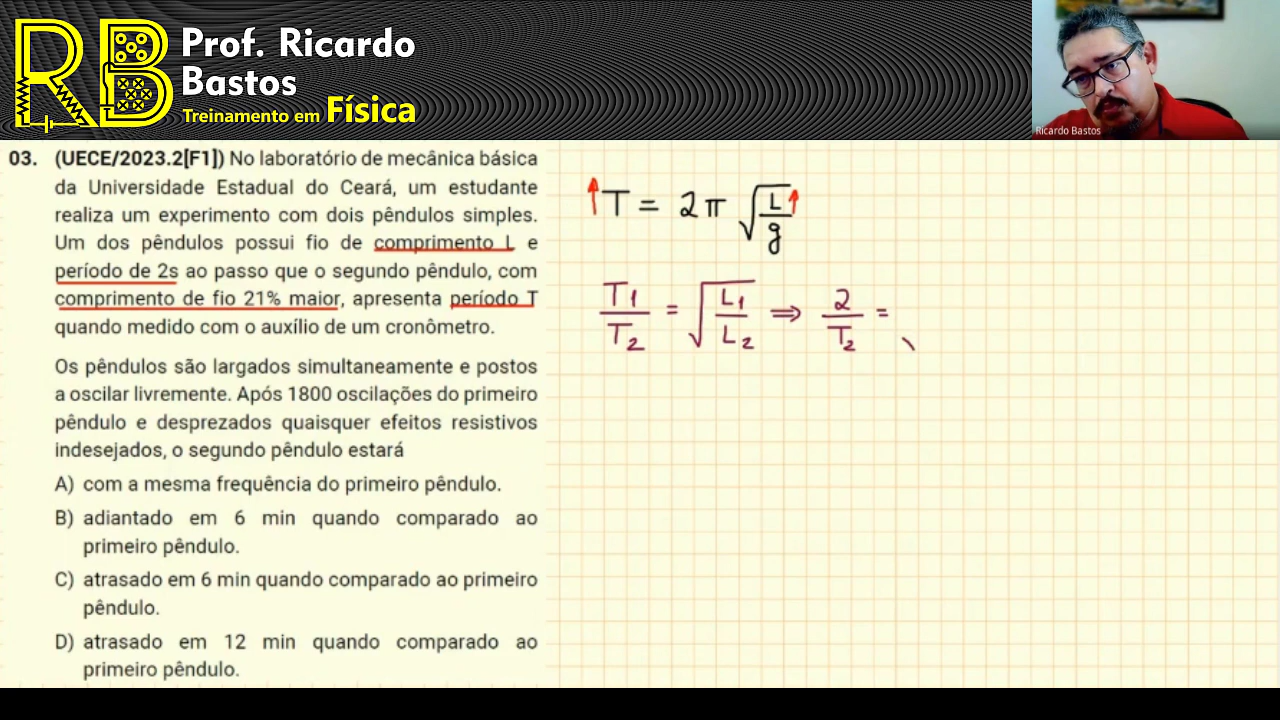 RB
Prof. Ricardo
Bastos
Treinamento em Física
Ricardo Bastos
03. (UECE/2023.2[F1]) No laboratório de mecânica básica
da Universidade Estadual do Ceará, um estudante
realiza um experimento com dois pêndulos simples.
Um dos pêndulos possui fio de comprimento L e
período de 2s ao passo que o segundo pêndulo, com
comprimento de fio 21% maior, apresenta período T
quando medido com o auxílio de um cronômetro.
Os pêndulos são largados simultaneamente e postos
a oscilar livremente. Após 1800 oscilações do primeiro
pêndulo e desprezados quaisquer efeitos resistivos
indesejados, o segundo pêndulo estará
A) com a mesma frequência do primeiro pêndulo.
B) adiantado em 6 min quando comparado ao
primeiro pêndulo.
C) atrasado em 6 min quando comparado ao primeiro
pêndulo.
D) atrasado em 12 min quando comparado ao
primeiro pêndulo.
↑T = 2π √(L↑/g)
T1/T2 = √(L1/L2) ⇒ 2/T2 =